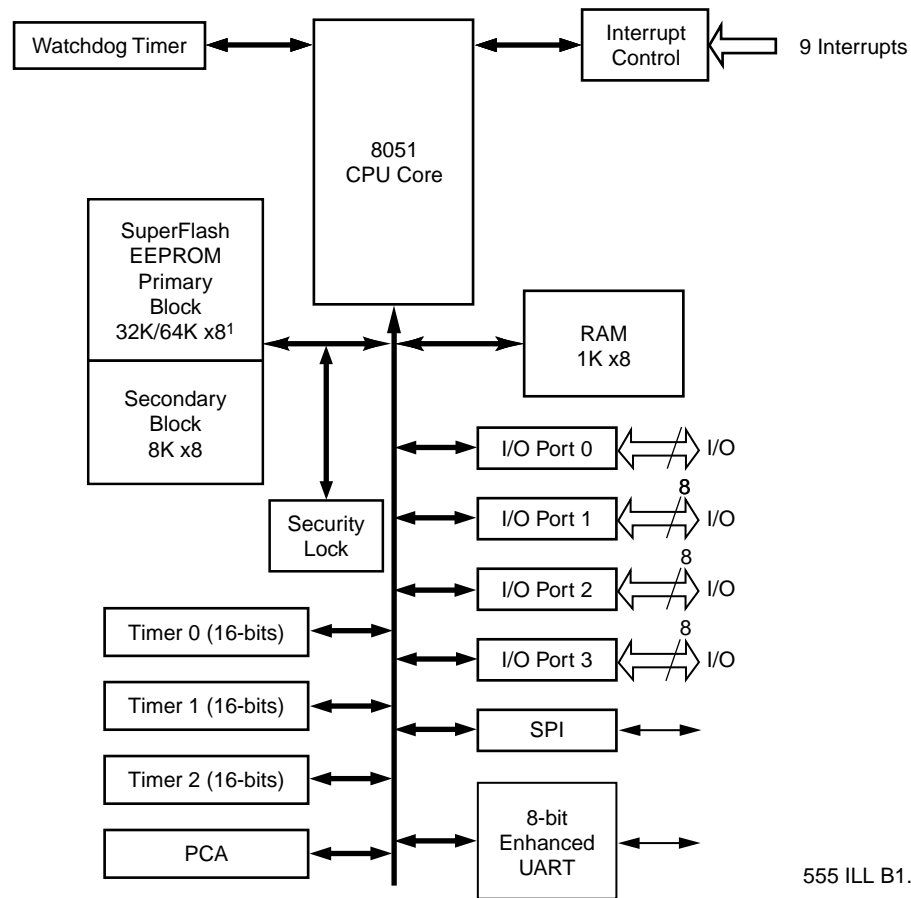 Watchdog Timer
Interrupt
Control
9 Interrupts
8051
CPU Core
SuperFlash
EEPROM
Primary
Block
32K/64K x8¹
RAM
1K x8
Secondary
Block
8K x8
I/O Port 0
I/O
8
I/O Port 1
I/O
Security
Lock
8
I/O Port 2
I/O
Timer 0 (16-bits)
8
I/O Port 3
I/O
Timer 1 (16-bits)
SPI
Timer 2 (16-bits)
8-bit
Enhanced
UART
PCA
555 ILL B1.